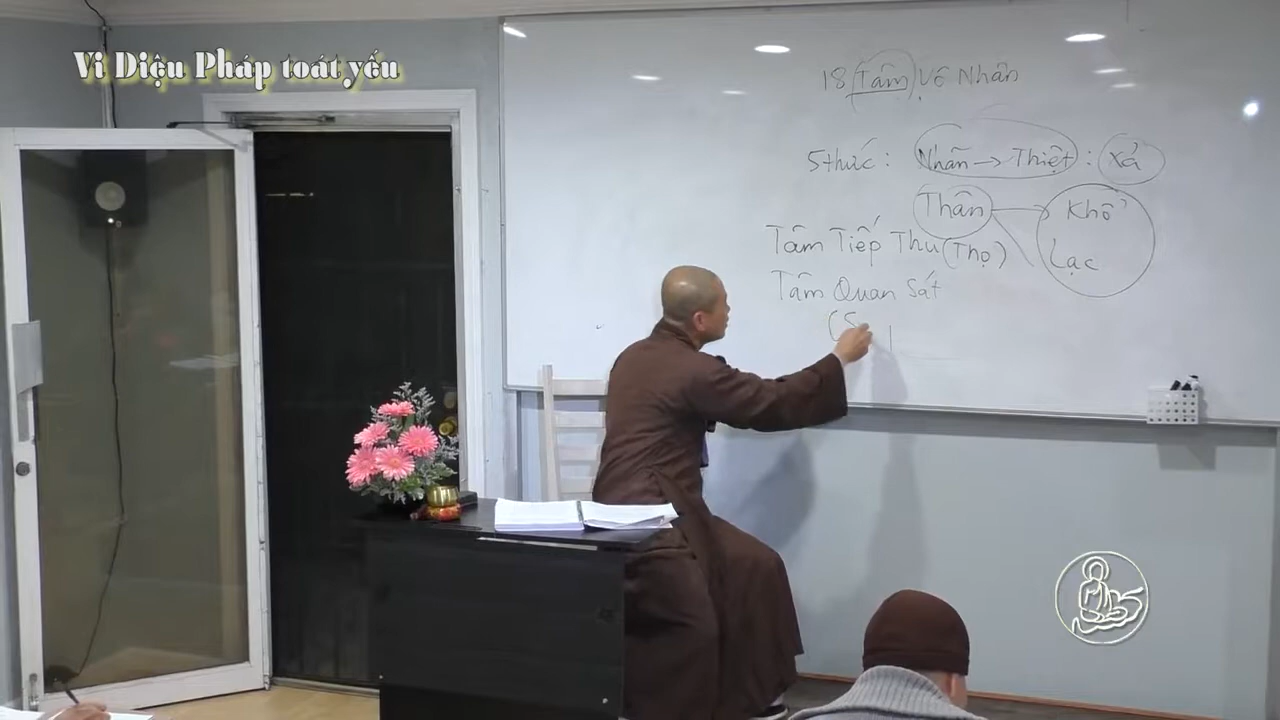 Vi Diệu Pháp toát yếu
18 Tâm Vô Nhân
5 thức: Nhãn → Thiệt : Xả
Thân → Khổ
Lạc
Tâm Tiếp Thu (Thọ)
Tâm Quan Sát
(S